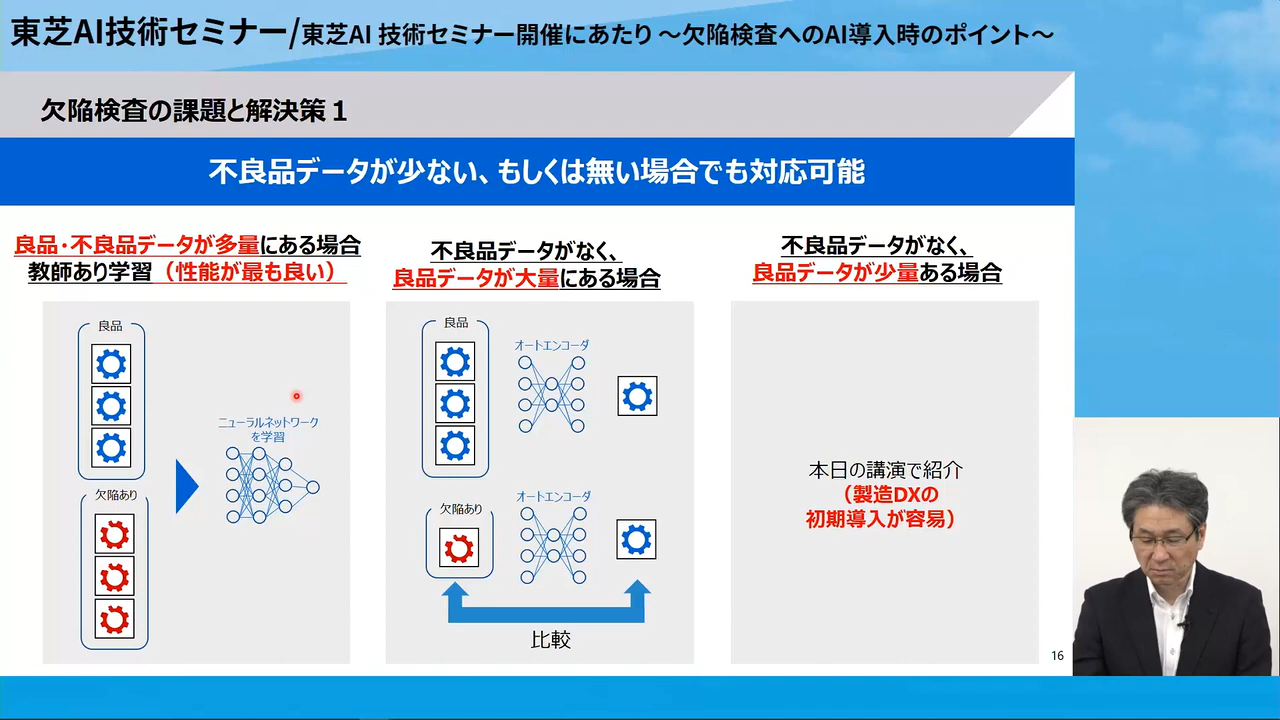 東芝AI技術セミナー/東芝AI 技術セミナー開催にあたり ～欠陥検査へのAI導入時のポイント～
欠陥検査の課題と解決策１
不良品データが少ない、もしくは無い場合でも対応可能
良品・不良品データが多量にある場合
教師あり学習（性能が最も良い）
良品
ニューラルネットワーク
を学習
欠陥あり
不良品データがなく、
良品データが大量にある場合
良品
オートエンコーダ
欠陥あり
オートエンコーダ
比較
不良品データがなく、
良品データが少量ある場合
本日の講演で紹介
（製造DXの
初期導入が容易）
16